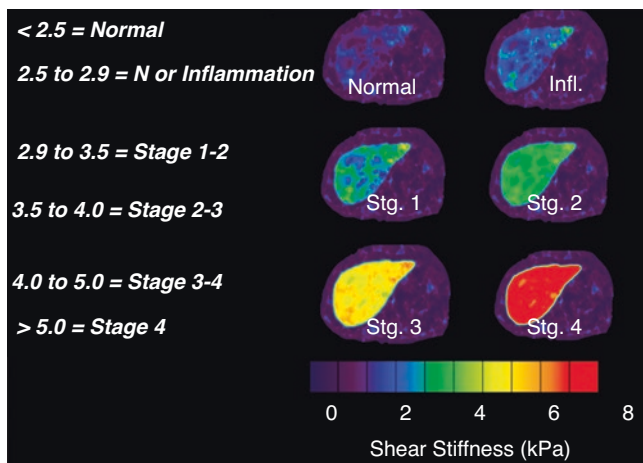 < 2.5 = Normal
2.5 to 2.9 = N or Inflammation
Normal
Infl.
2.9 to 3.5 = Stage 1-2
3.5 to 4.0 = Stage 2-3
Stg. 1
Stg. 2
4.0 to 5.0 = Stage 3-4
> 5.0 = Stage 4
Stg. 3
Stg. 4
0 2 4 6 8
Shear Stiffness (kPa)